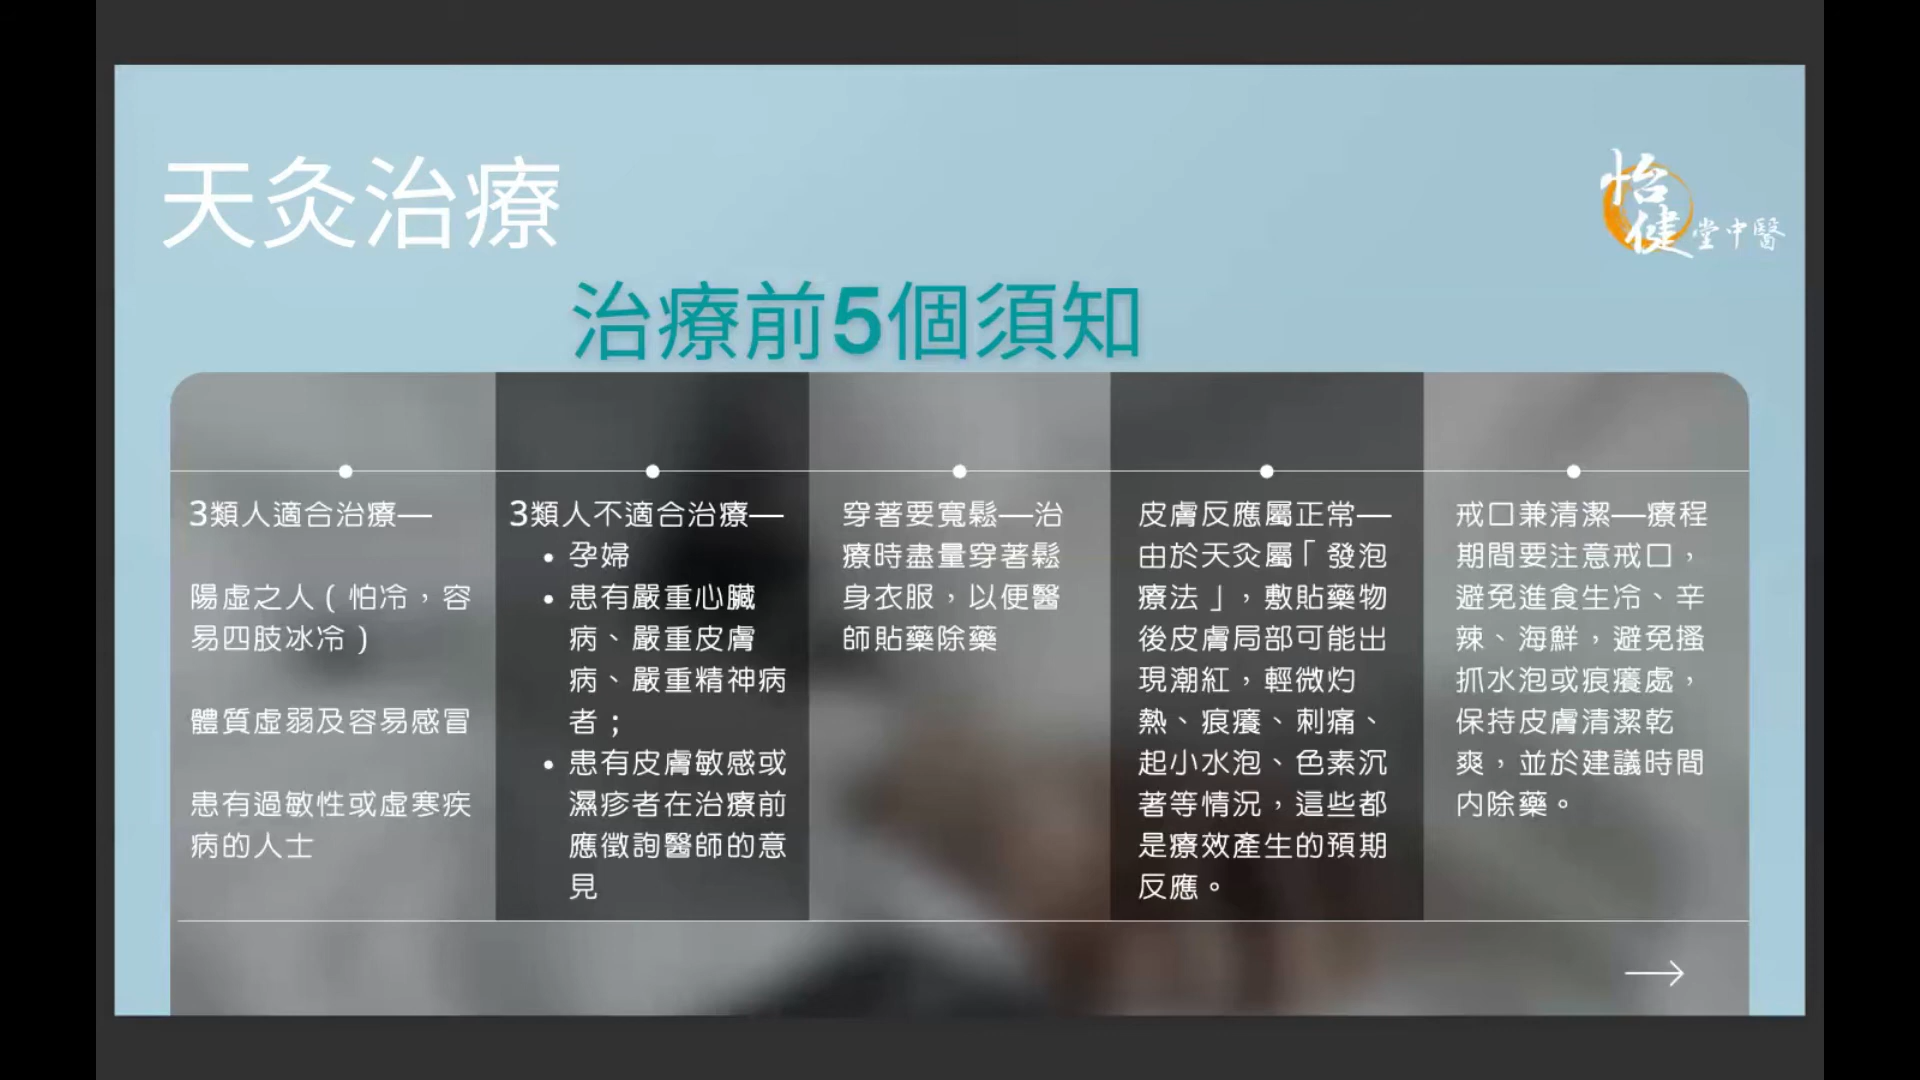 天灸治療
怡健堂中醫
治療前5個須知
3類人適合治療—
陽虛之人(怕冷，容
易四肢冰冷)
體質虛弱及容易感冒
患有過敏性或虛寒疾
病的人士
3類人不適合治療—
• 孕婦
• 患有嚴重心臟
病、嚴重皮膚
病、嚴重精神病
者；
• 患有皮膚敏感或
濕疹者在治療前
應徵詢醫師的意
見
穿著要寬鬆—治
療時盡量穿著鬆
身衣服，以便醫
師貼藥除藥
皮膚反應屬正常—
由於天灸屬「發泡
療法」，敷貼藥物
後皮膚局部可能出
現潮紅，輕微灼
熱、痕癢、刺痛、
起小水泡、色素沉
著等情況，這些都
是療效產生的預期
反應。
戒口兼清潔—療程
期間要注意戒口，
避免進食生冷、辛
辣、海鮮，避免搔
抓水泡或痕癢處，
保持皮膚清潔乾
爽，並於建議時間
內除藥。